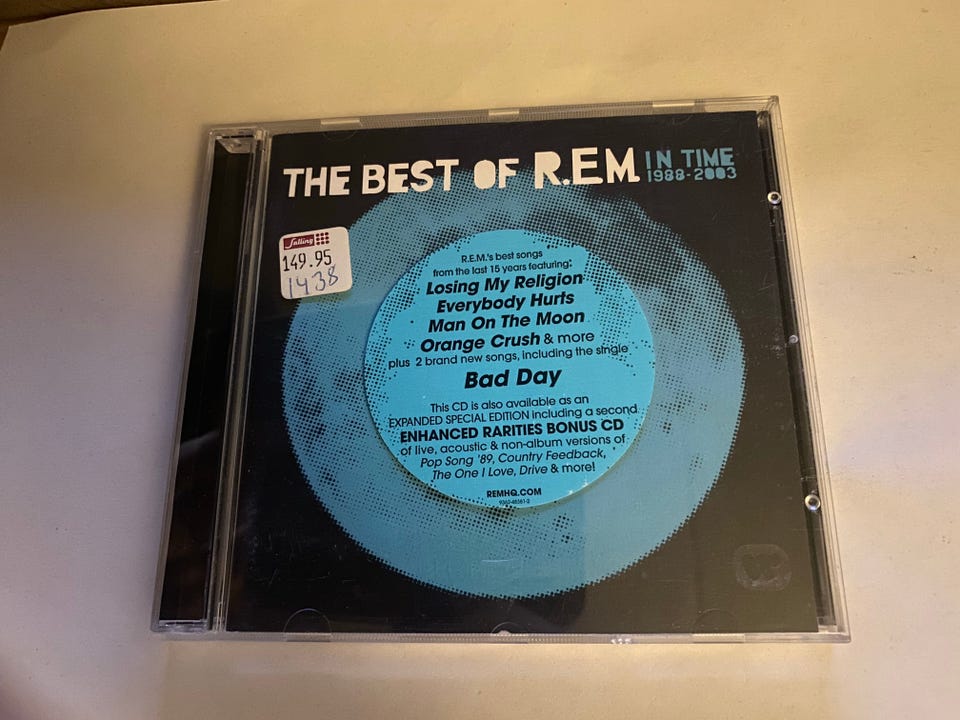 THE BEST OF R.E.M.
IN TIME
1988-2003
Salling
149.95
1438
R.E.M.'s best songs
from the last 15 years featuring:
Losing My Religion
Everybody Hurts
Man On The Moon
Orange Crush & more
plus 2 brand new songs, including the single
Bad Day
This CD is also available as an
EXPANDED SPECIAL EDITION including a second
ENHANCED RARITIES BONUS CD
of live, acoustic & non-album versions of
Pop Song '89, Country Feedback,
The One I Love, Drive & more!
REMHQ.COM
9362-48381-2